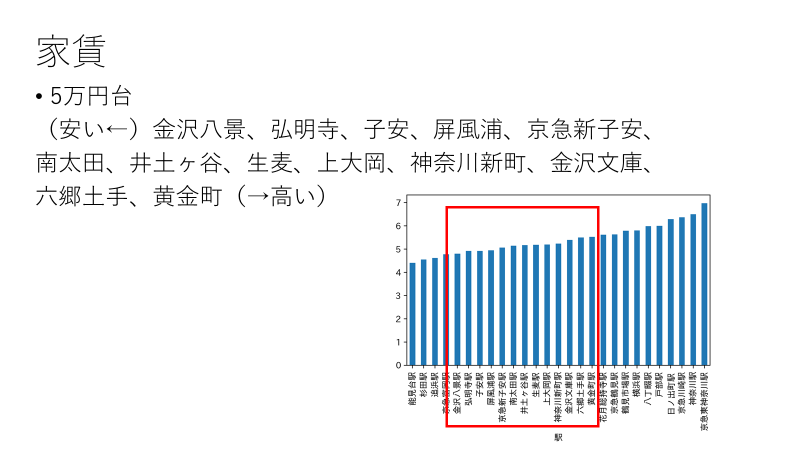 家賃
• 5万円台
（安い←）金沢八景、弘明寺、子安、屏風浦、京急新子安、
南太田、井土ヶ谷、生麦、上大岡、神奈川新町、金沢文庫、
六郷土手、黄金町（→高い）
7
6
5
4
3
2
1
0
能見台駅
杉田駅
追浜駅
京急富岡駅
金沢八景駅
弘明寺駅
子安駅
屏風浦駅
京急新子安駅
南太田駅
井土ヶ谷駅
生麦駅
上大岡駅
神奈川新町駅
金沢文庫駅
六郷土手駅
黄金町駅
花月総持寺駅
京急鶴見駅
鶴見市場駅
横浜駅
八丁畷駅
戸部駅
日ノ出町駅
京急川崎駅
神奈川駅
京急東神奈川駅
駅